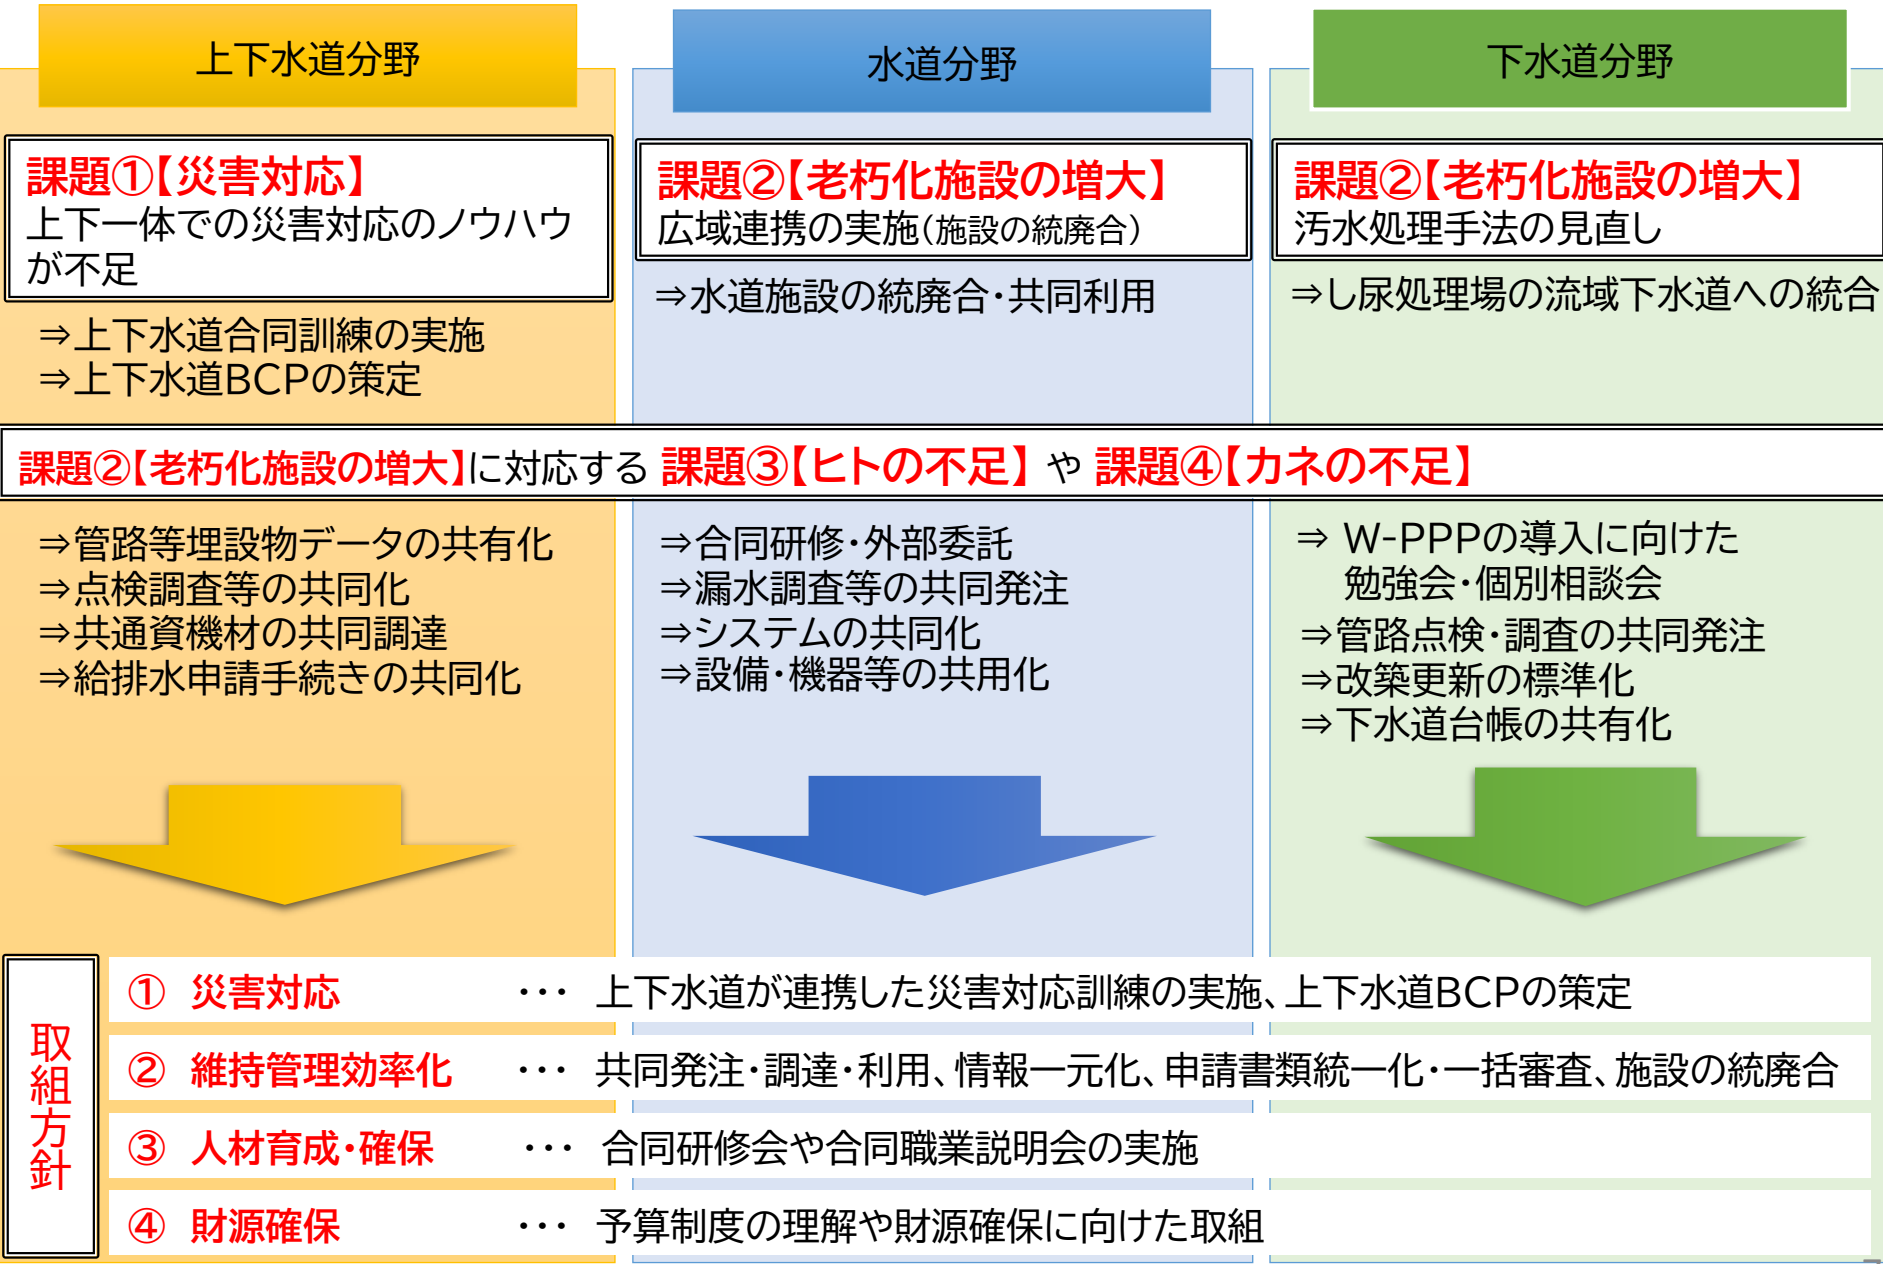 上下水道分野
課題①【災害対応】
上下一体での災害対応のノウハウ
が不足
⇒上下水道合同訓練の実施
⇒上下水道BCPの策定
水道分野
課題②【老朽化施設の増大】
広域連携の実施(施設の統廃合)
⇒水道施設の統廃合・共同利用
下水道分野
課題②【老朽化施設の増大】
汚水処理手法の見直し
⇒し尿処理場の流域下水道への統合
課題②【老朽化施設の増大】に対応する 課題③【ヒトの不足】 や 課題④【カネの不足】
⇒管路等埋設物データの共有化
⇒点検調査等の共同化
⇒共通資機材の共同調達
⇒給排水申請手続きの共同化
⇒合同研修・外部委託
⇒漏水調査等の共同発注
⇒システムの共同化
⇒設備・機器等の共用化
⇒ W-PPPの導入に向けた
勉強会・個別相談会
⇒管路点検・調査の共同発注
⇒改築更新の標準化
⇒下水道台帳の共有化
取組方針
① 災害対応 ・・・ 上下水道が連携した災害対応訓練の実施、上下水道BCPの策定
② 維持管理効率化 ・・・ 共同発注・調達・利用、情報一元化、申請書類統一化・一括審査、施設の統廃合
③ 人材育成・確保 ・・・ 合同研修会や合同職業説明会の実施
④ 財源確保 ・・・ 予算制度の理解や財源確保に向けた取組